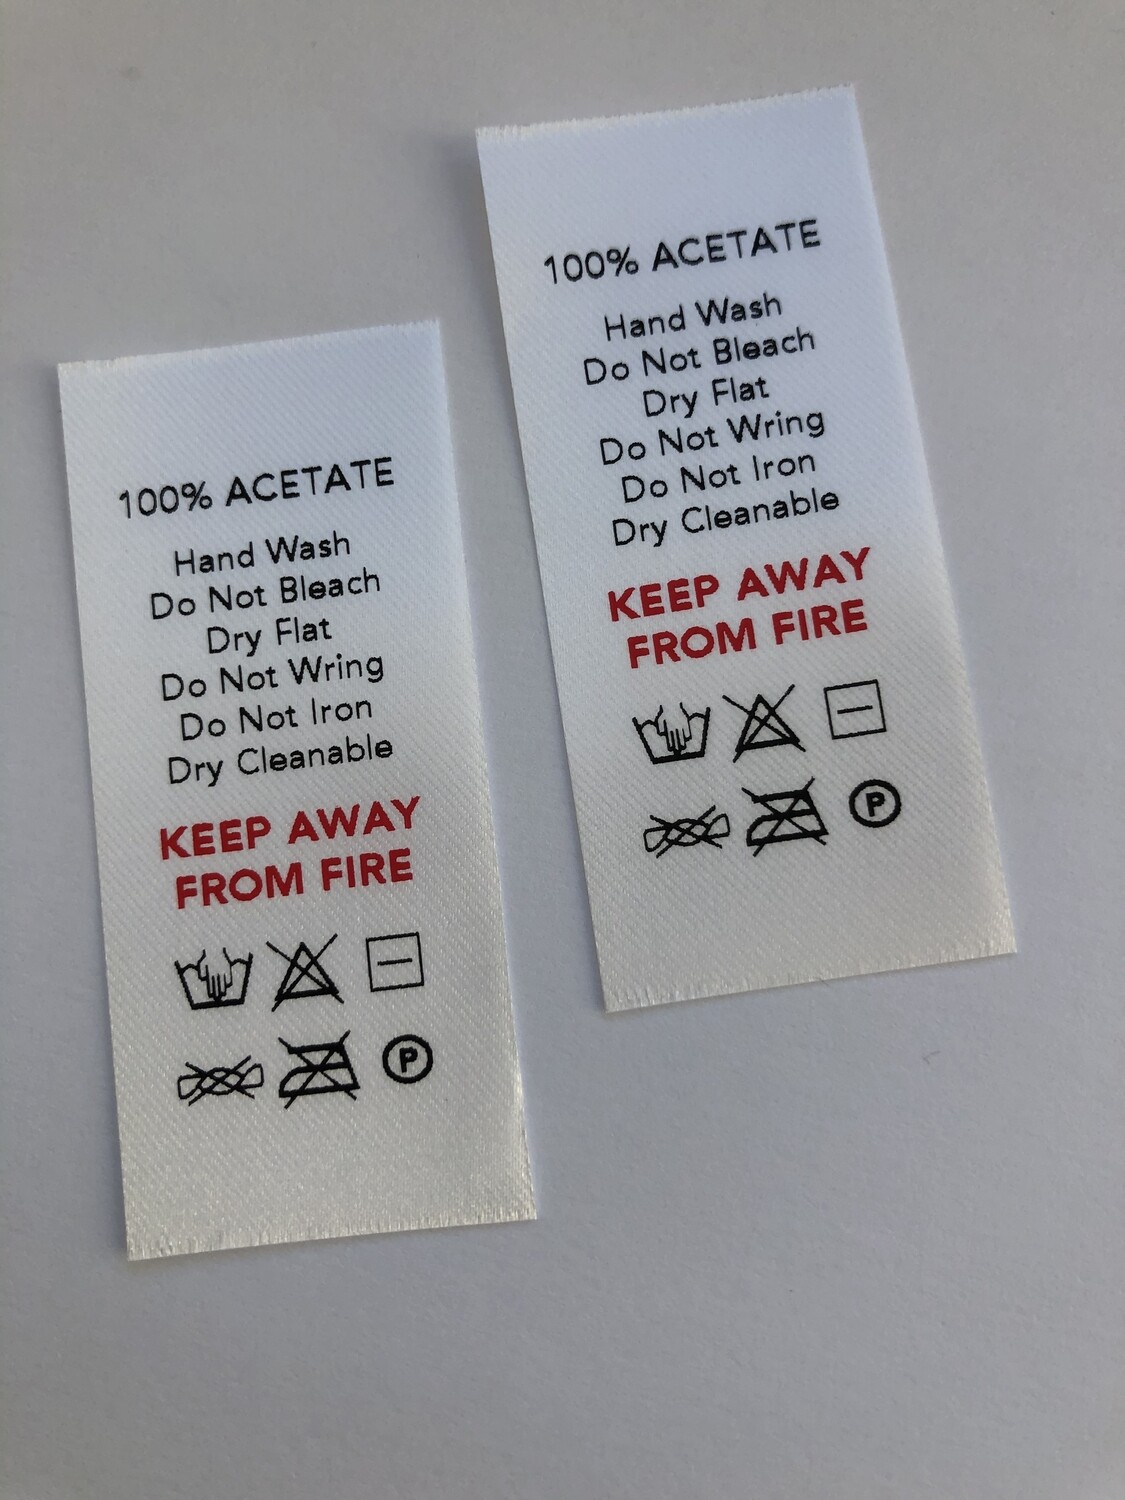 100% ACETATE
Hand Wash
Do Not Bleach
Dry Flat
Do Not Wring
Do Not Iron
Dry Cleanable
KEEP AWAY
FROM FIRE
P
100% ACETATE
Hand Wash
Do Not Bleach
Dry Flat
Do Not Wring
Do Not Iron
Dry Cleanable
KEEP AWAY
FROM FIRE
P